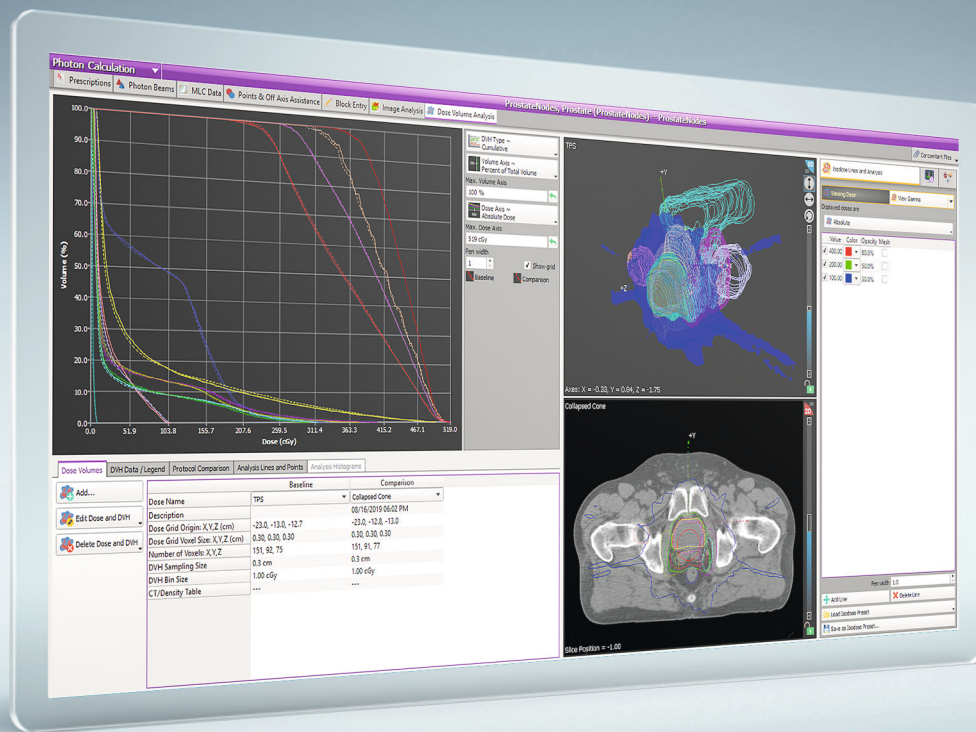 Photon Calculation
Prescriptions
Photon Beams
MLC Data
Points & Off Axis Assistance
Block Entry
Image Analysis
Dose Volume Analysis
ProstateNodes, Prostate (ProstateNodes) -- ProstateNodes
Concomitant Tiles
100.0
90.0
80.0
70.0
60.0
50.0
40.0
30.0
20.0
10.0
0.0
Volume (%)
0.0 51.9 103.8 155.7 207.6 259.5 311.4 363.3 415.2 467.1 519.0
Dose (cGy)
DVH Type ~
Cumulative
Volume Axis ~
Percent of Total Volume
Max. Volume Axis
100 %
Dose Axis ~
Absolute Dose
Max. Dose Axis
519 cGy
Pen width
1
Show grid
Baseline
Comparison
TPS
+Y
+Z
Axes: X = -0.33, Y = 0.84, Z = -1.75
Collapsed Cone
2D
+Y
Slice Position = -1.00
Isodose Lines and Analysis
Viewing Dose
View Gamma
Displayed doses are:
Absolute
Value Color Opacity Mesh
400.00 80.0%
200.00 50.0%
100.00 30.0%
Pen width 1.0
Add Line
Delete Line
Load Isodose Preset
Save as Isodose Preset...
Dose Volumes
DVH Data / Legend
Protocol Comparison
Analysis Lines and Points
Analysis Histograms
Add...
Edit Dose and DVH
Delete Dose and DVH
Baseline Comparison
Dose Name TPS Collapsed Cone
Description 08/16/2019 06:02 PM
Dose Grid Origin: X,Y,Z (cm) -23.0, -13.0, -12.7 -23.0, -12.8, -13.0
Dose Grid Voxel Size: X,Y,Z (cm) 0.30, 0.30, 0.30 0.30, 0.30, 0.30
Number of Voxels: X,Y,Z 151, 92, 75 151, 91, 77
DVH Sampling Size 0.3 cm 0.3 cm
DVH Bin Size 1.00 cGy 1.00 cGy
CT/Density Table --- ---